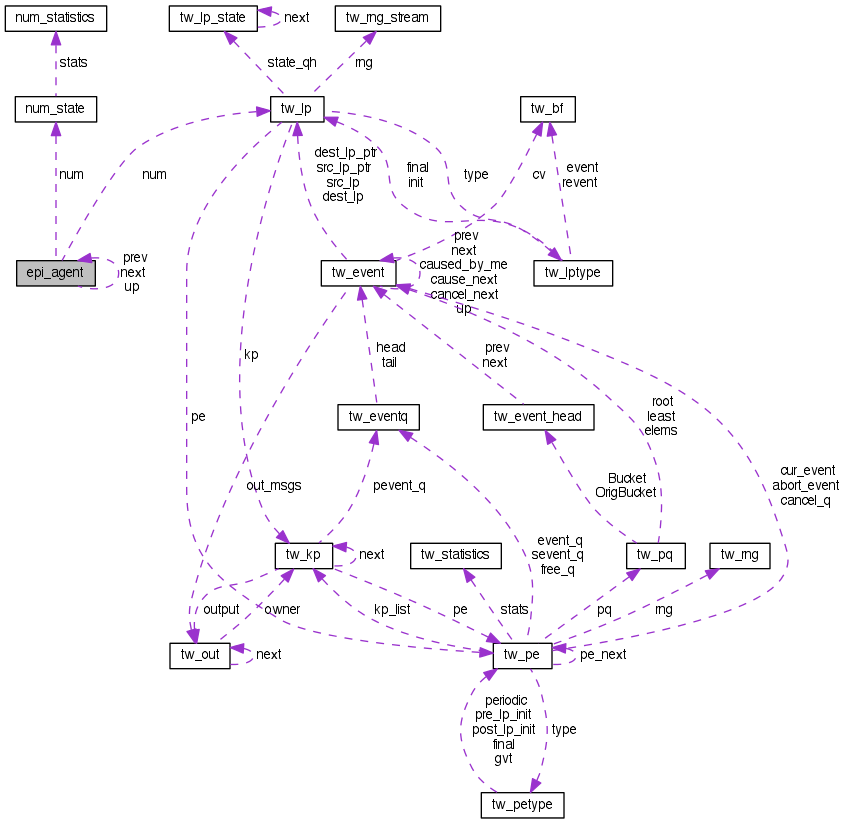 num_statistics
tw_lp_state
next
tw_rng_stream
stats
state_qh
rng
num_state
tw_lp
tw_bf
num
num
dest_lp_ptr
src_lp_ptr
src_lp
dest_lp
final
init
type
cv
event
revent
epi_agent
prev
next
up
tw_event
prev
next
caused_by_me
cause_next
cancel_next
up
tw_lptype
kp
head
tail
prev
next
pe
tw_eventq
tw_event_head
root
least
elems
out_msgs
pevent_q
Bucket
OrigBucket
cur_event
abort_event
cancel_q
tw_kp
next
tw_statistics
event_q
sevent_q
free_q
tw_pq
tw_rng
output
owner
kp_list
pe
stats
pq
rng
tw_out
next
tw_pe
pe_next
periodic
pre_lp_init
post_lp_init
final
gvt
type
tw_petype